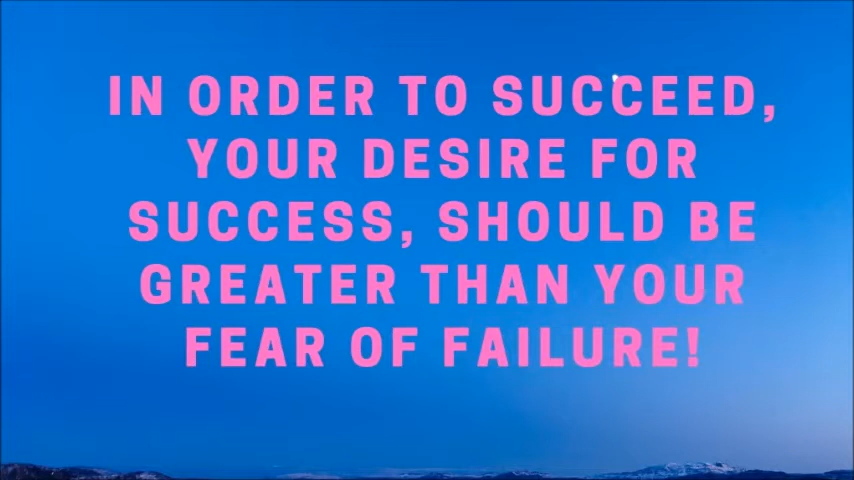 IN ORDER TO SUCCEED,
YOUR DESIRE FOR
SUCCESS, SHOULD BE
GREATER THAN YOUR
FEAR OF FAILURE!